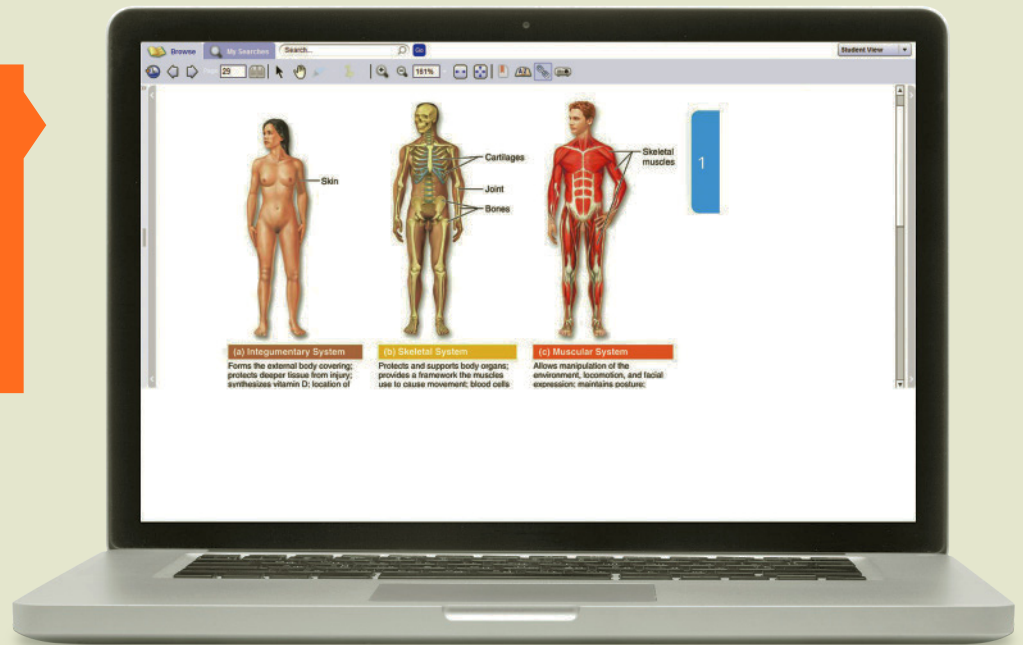 Browse My Searches Search... Go Student View
29 161%
Cartilages
Skeletal
muscles
1
Skin
Joint
Bones
(a) Integumentary System
Forms the external body covering;
protects deeper tissue from injury;
synthesizes vitamin D; location of
(b) Skeletal System
Protects and supports body organs;
provides a framework the muscles
use to cause movement; blood cells
(c) Muscular System
Allows manipulation of the
environment, locomotion, and facial
expression; maintains posture;